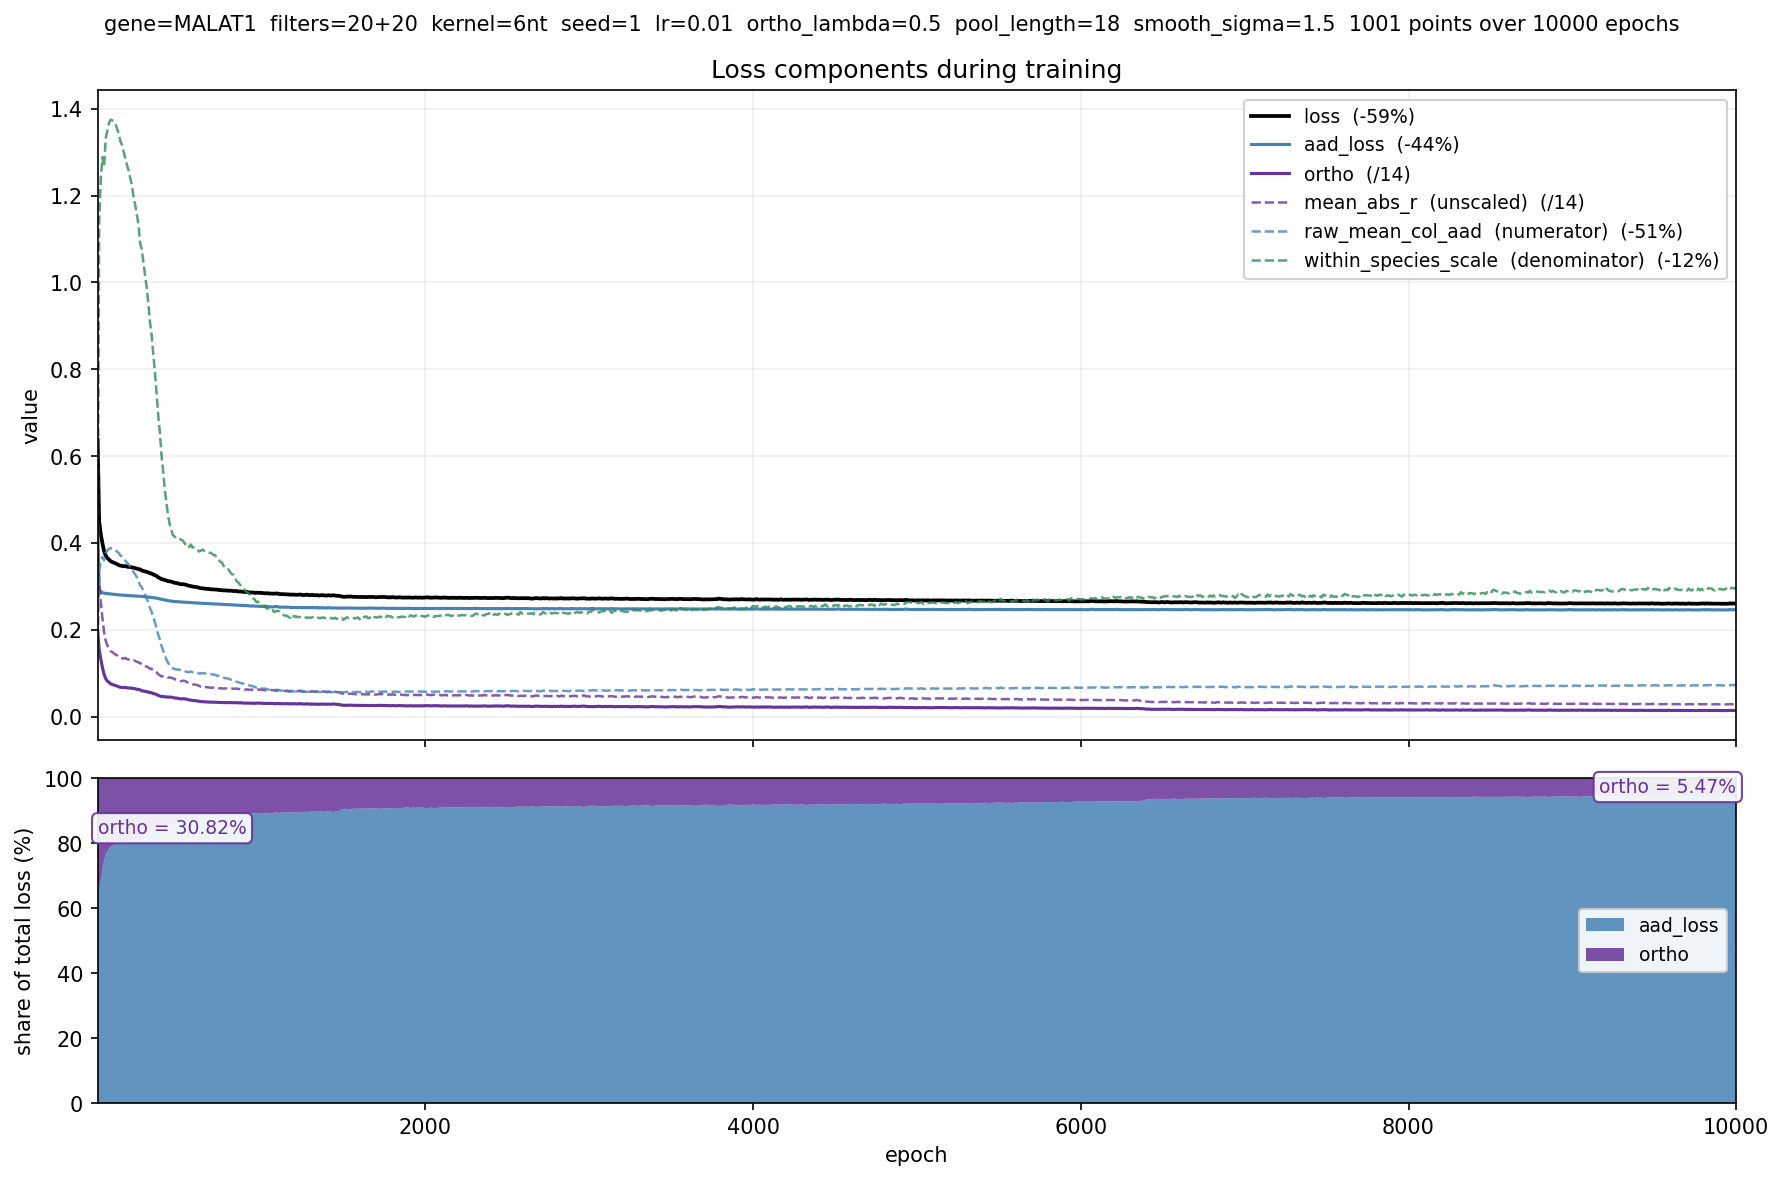 gene=MALAT1  filters=20+20  kernel=6nt  seed=1  lr=0.01  ortho_lambda=0.5  pool_length=18  smooth_sigma=1.5  1001 points over 10000 epochs
Loss components during training
1.4
1.2
1.0
0.8
0.6
0.4
0.2
0.0
value
loss  (-59%)
aad_loss  (-44%)
ortho  (/14)
mean_abs_r  (unscaled)  (/14)
raw_mean_col_aad  (numerator)  (-51%)
within_species_scale  (denominator)  (-12%)
100
80
60
40
20
0
share of total loss (%)
ortho = 30.82%
ortho = 5.47%
aad_loss
ortho
2000
4000
6000
8000
10000
epoch